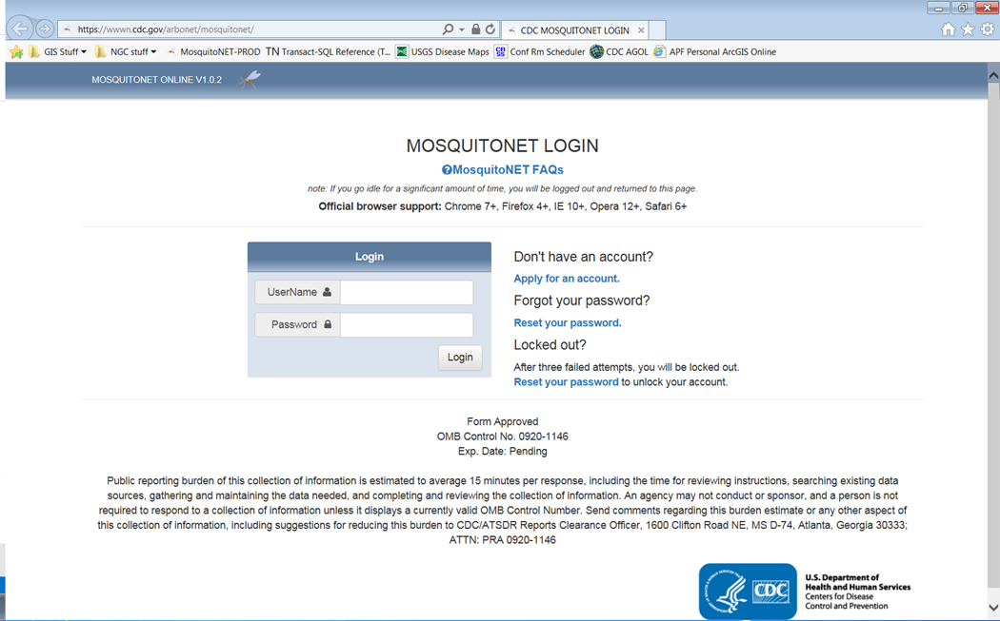 https://wwwn.cdc.gov/arbonet/mosquitonet/
CDC MOSQUITONET LOGIN
GIS Stuff
NGC stuff
MosquitoNET-PROD
TN Transact-SQL Reference (T...
USGS Disease Maps
Conf Rm Scheduler
CDC AGOL
APF Personal ArcGIS Online
MOSQUITONET ONLINE V1.0.2
MOSQUITONET LOGIN
MosquitoNET FAQs
note: If you go idle for a significant amount of time, you will be logged out and returned to this page.
Official browser support: Chrome 7+, Firefox 4+, IE 10+, Opera 12+, Safari 6+
Login
UserName
Password
Login
Don't have an account?
Apply for an account.
Forgot your password?
Reset your password.
Locked out?
After three failed attempts, you will be locked out.
Reset your password to unlock your account.
Form Approved
OMB Control No. 0920-1146
Exp. Date: Pending
Public reporting burden of this collection of information is estimated to average 15 minutes per response, including the time for reviewing instructions, searching existing data
sources, gathering and maintaining the data needed, and completing and reviewing the collection of information. An agency may not conduct or sponsor, and a person is not
required to respond to a collection of information unless it displays a currently valid OMB Control Number. Send comments regarding this burden estimate or any other aspect of
this collection of information, including suggestions for reducing this burden to CDC/ATSDR Reports Clearance Officer, 1600 Clifton Road NE, MS D-74, Atlanta, Georgia 30333;
ATTN: PRA 0920-1146
CDC
U.S. Department of
Health and Human Services
Centers for Disease
Control and Prevention